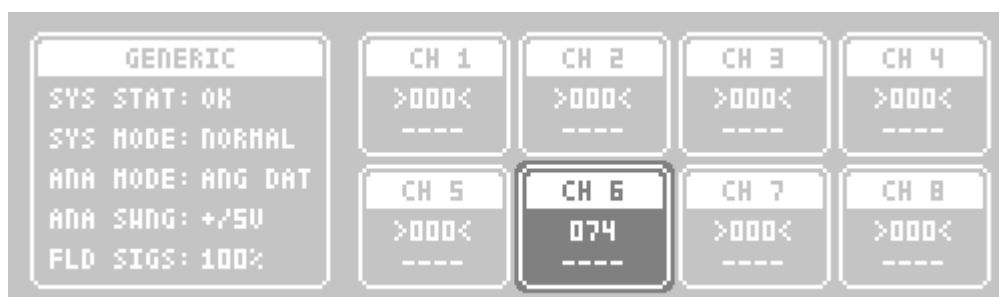 GENERIC
SYS STAT: OK
SYS MODE: NORMAL
ANA MODE: ANG DAT
ANA SWNG: +/5V
FLD SIGS: 100%
CH 1 CH 2 CH 3 CH 4
>000< >000< >000< >000<
---- ---- ---- ----
CH 5 CH 6 CH 7 CH 8
>000< 074 >000< >000<
---- ---- ---- ----